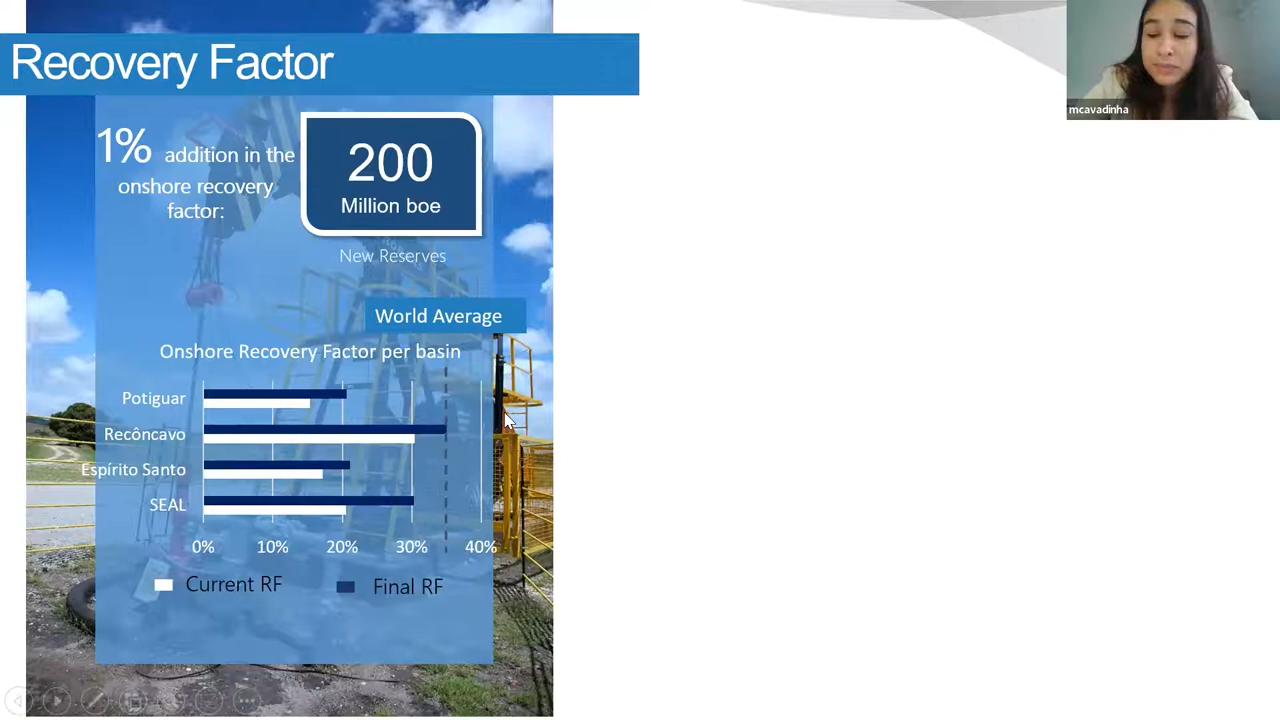 Recovery Factor
mcavadinha
1% addition in the
onshore recovery
factor:
200
Million boe
New Reserves
World Average
Onshore Recovery Factor per basin
Potiguar
Recôncavo
Espírito Santo
SEAL
0% 10% 20% 30% 40%
Current RF Final RF